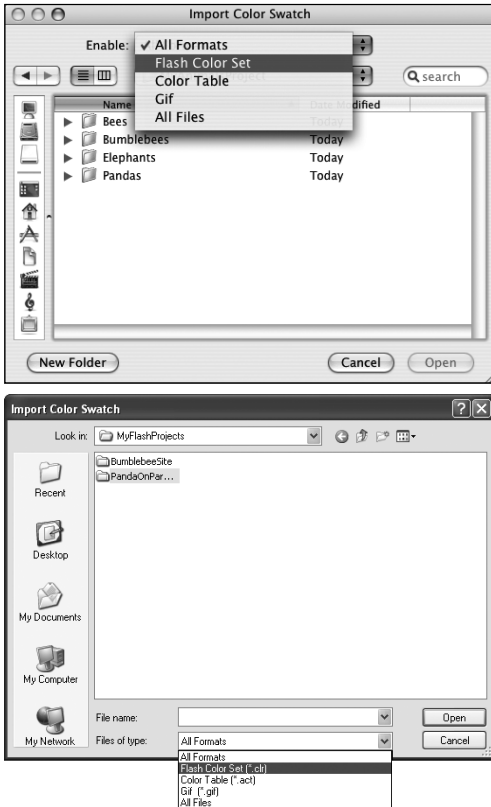 Import Color Swatch
Enable: ✓ All Formats
Flash Color Set
Color Table
Gif
All Files
search
Name Date Modified
Bees Today
Bumblebees Today
Elephants Today
Pandas Today
New Folder Cancel Open
Import Color Swatch
Look in: MyFlashProjects
BumblebeeSite
PandaOnPar...
Recent
Desktop
My Documents
My Computer
My Network
File name: Open
Files of type: All Formats Cancel
All Formats
Flash Color Set (*.clr)
Color Table (*.act)
Gif (*.gif)
All Files